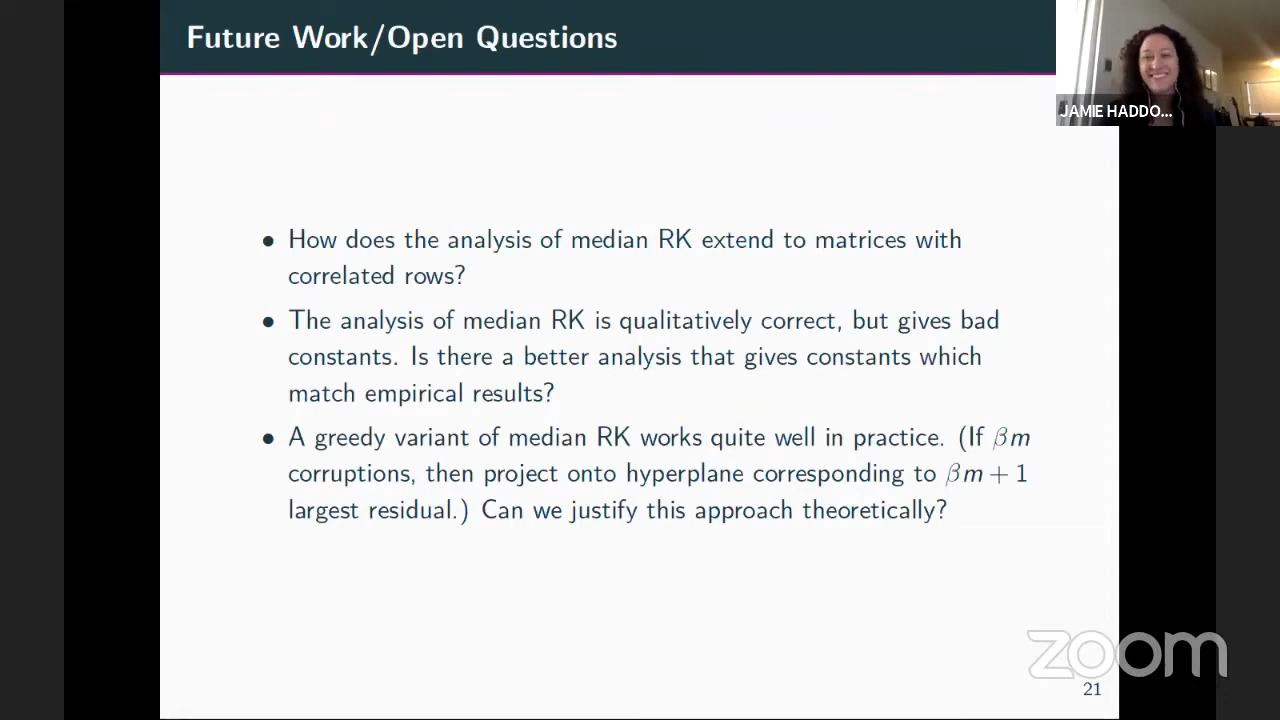 Future Work/Open Questions
JAMIE HADDO...
• How does the analysis of median RK extend to matrices with
correlated rows?
• The analysis of median RK is qualitatively correct, but gives bad
constants. Is there a better analysis that gives constants which
match empirical results?
• A greedy variant of median RK works quite well in practice. (If βm
corruptions, then project onto hyperplane corresponding to βm + 1
largest residual.) Can we justify this approach theoretically?
zoom
21